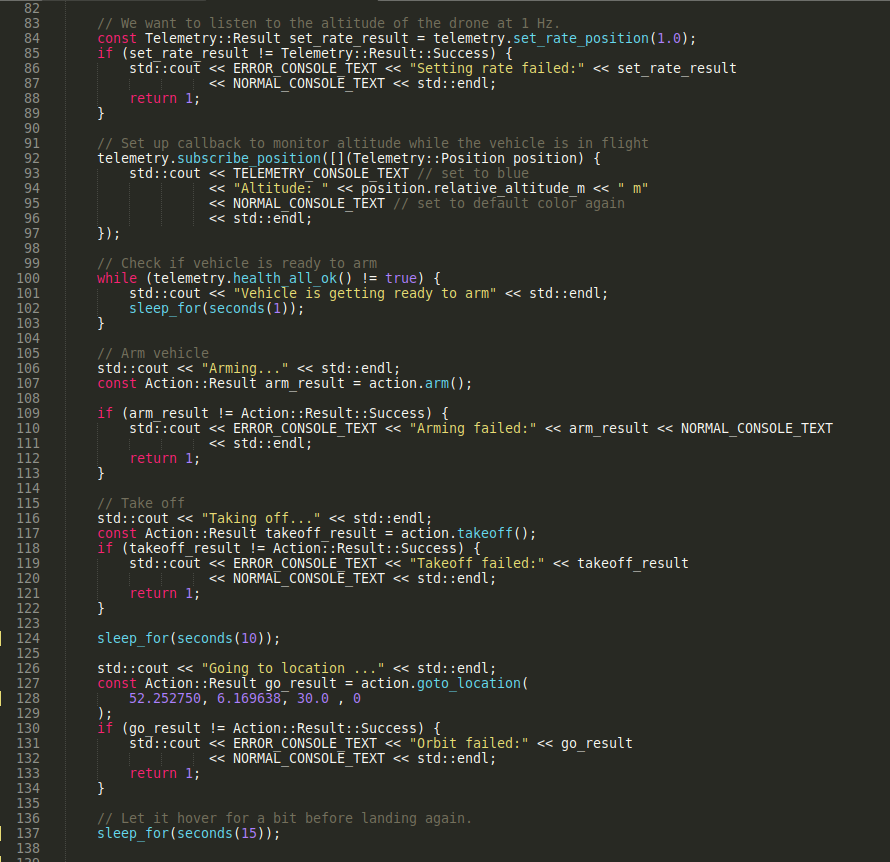 82
83 // We want to listen to the altitude of the drone at 1 Hz.
84 const Telemetry::Result set_rate_result = telemetry.set_rate_position(1.0);
85 if (set_rate_result != Telemetry::Result::Success) {
86 std::cout << ERROR_CONSOLE_TEXT << "Setting rate failed:" << set_rate_result
87 << NORMAL_CONSOLE_TEXT << std::endl;
88 return 1;
89 }
90
91 // Set up callback to monitor altitude while the vehicle is in flight
92 telemetry.subscribe_position([](Telemetry::Position position) {
93 std::cout << TELEMETRY_CONSOLE_TEXT // set to blue
94 << "Altitude: " << position.relative_altitude_m << " m"
95 << NORMAL_CONSOLE_TEXT // set to default color again
96 << std::endl;
97 });
98
99 // Check if vehicle is ready to arm
100 while (telemetry.health_all_ok() != true) {
101 std::cout << "Vehicle is getting ready to arm" << std::endl;
102 sleep_for(seconds(1));
103 }
104
105 // Arm vehicle
106 std::cout << "Arming..." << std::endl;
107 const Action::Result arm_result = action.arm();
108
109 if (arm_result != Action::Result::Success) {
110 std::cout << ERROR_CONSOLE_TEXT << "Arming failed:" << arm_result << NORMAL_CONSOLE_TEXT
111 << std::endl;
112 return 1;
113 }
114
115 // Take off
116 std::cout << "Taking off..." << std::endl;
117 const Action::Result takeoff_result = action.takeoff();
118 if (takeoff_result != Action::Result::Success) {
119 std::cout << ERROR_CONSOLE_TEXT << "Takeoff failed:" << takeoff_result
120 << NORMAL_CONSOLE_TEXT << std::endl;
121 return 1;
122 }
123
124 sleep_for(seconds(10));
125
126 std::cout << "Going to location ..." << std::endl;
127 const Action::Result go_result = action.goto_location(
128 52.252750, 6.169638, 30.0 , 0
129 );
130 if (go_result != Action::Result::Success) {
131 std::cout << ERROR_CONSOLE_TEXT << "Orbit failed:" << go_result
132 << NORMAL_CONSOLE_TEXT << std::endl;
133 return 1;
134 }
135
136 // Let it hover for a bit before landing again.
137 sleep_for(seconds(15));
138